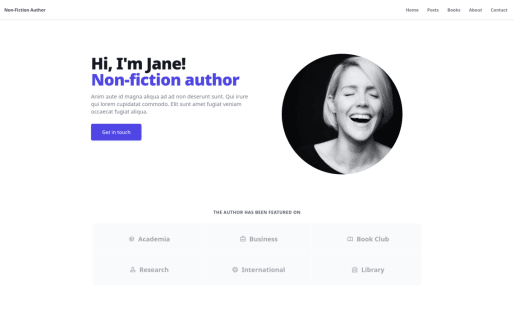 Non-Fiction Author
Home Posts Books About Contact
Hi, I'm Jane!
Non-fiction author
Anim aute id magna aliqua ad ad non deserunt sunt. Qui irure
qui lorem cupidatat commodo. Elit sunt amet fugiat veniam
occaecat fugiat aliqua.
Get in touch
THE AUTHOR HAS BEEN FEATURED ON
Academia Business Book Club
Research International Library